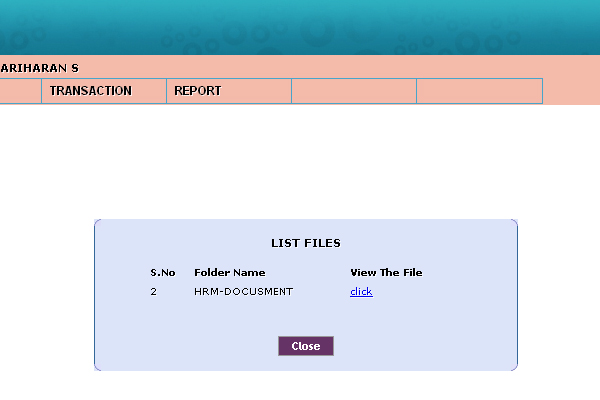 ARIHARAN S
TRANSACTION REPORT
LIST FILES
S.No Folder Name View The File
2 HRM-DOCUSMENT click
Close